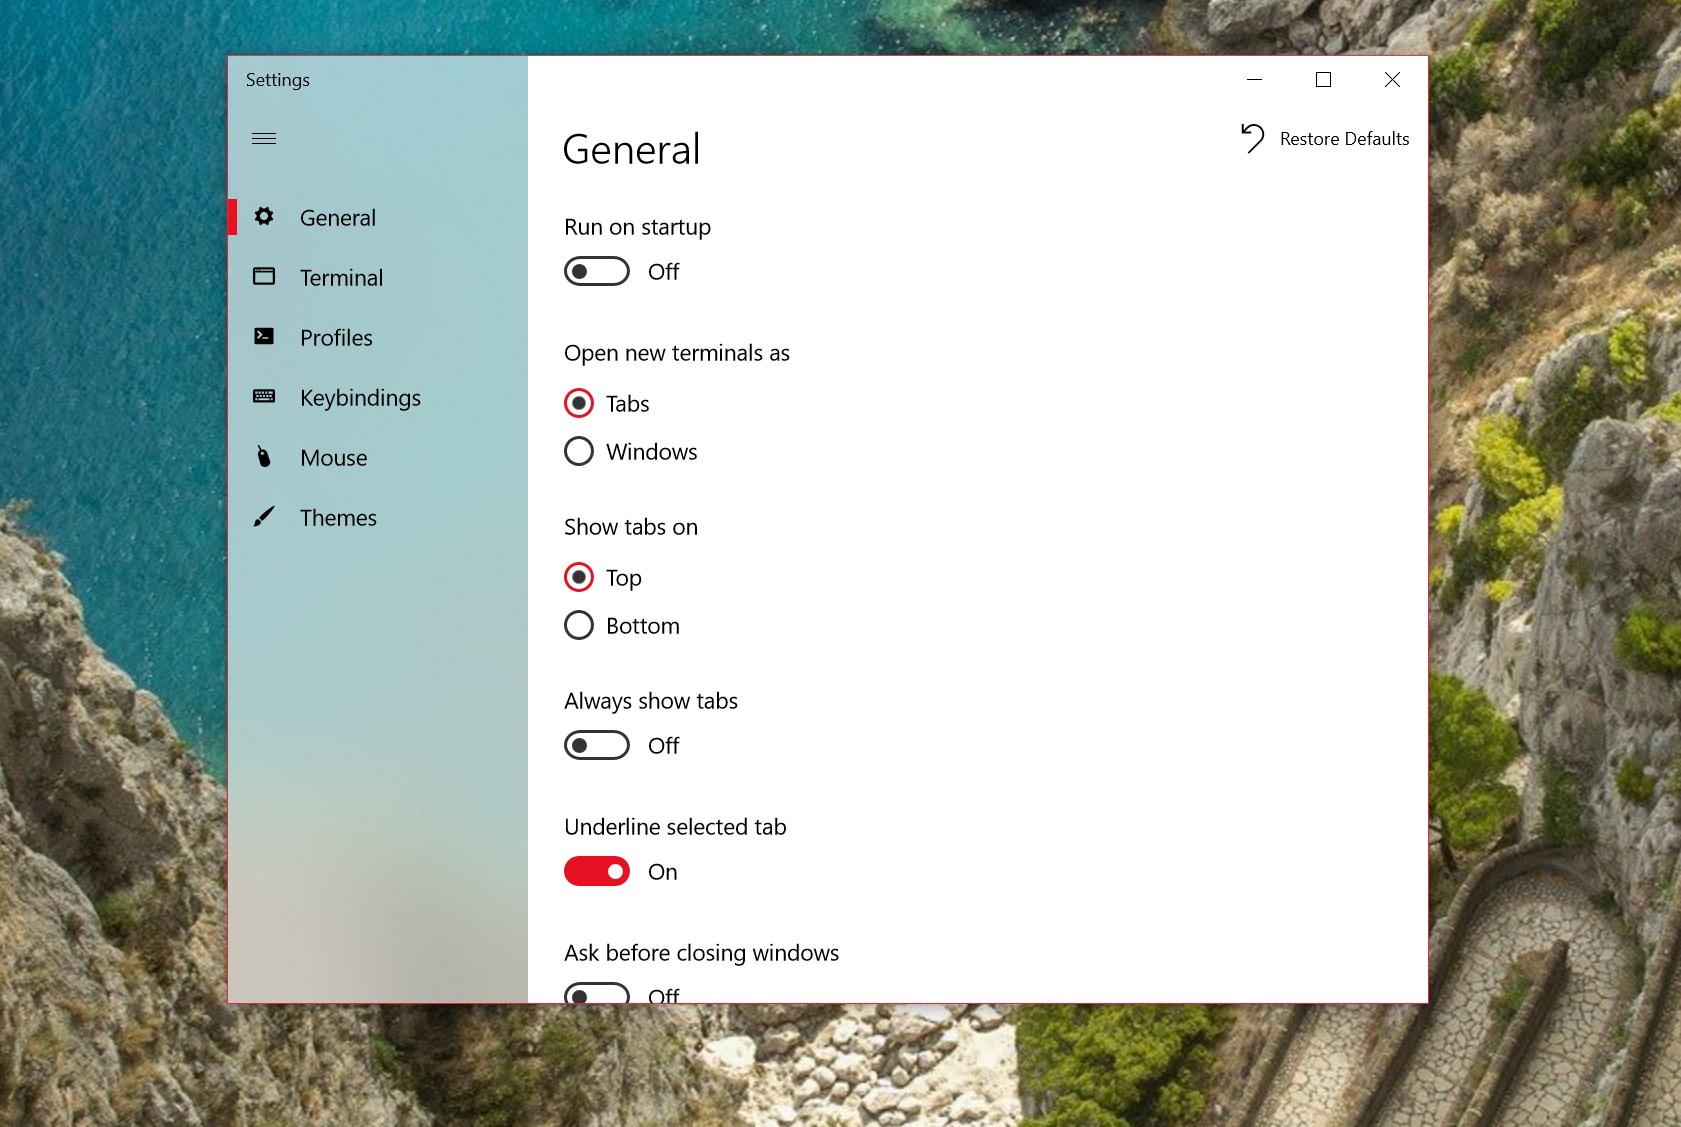 Settings
General
Terminal
Profiles
Keybindings
Mouse
Themes
General
Restore Defaults
Run on startup
Off
Open new terminals as
Tabs
Windows
Show tabs on
Top
Bottom
Always show tabs
Off
Underline selected tab
On
Ask before closing windows
Off